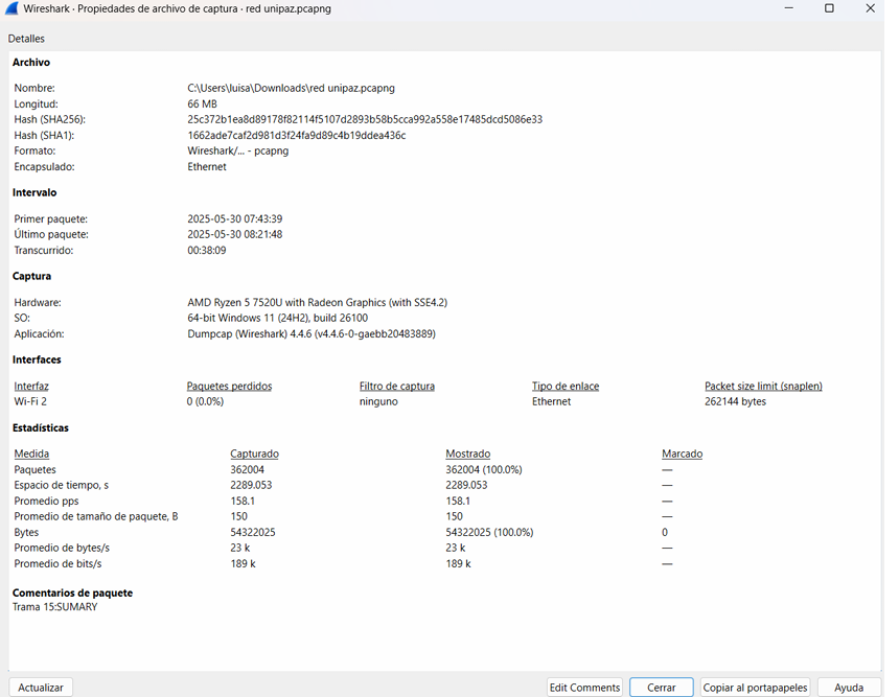 Wireshark · Propiedades de archivo de captura · red unipaz.pcapng
Detalles
Archivo
Nombre: C:\Users\luisa\Downloads\red unipaz.pcapng
Longitud: 66 MB
Hash (SHA256): 25c372b1ea8d89178f82114f5107d2893b58b5cca992a558e17485dcd5086e33
Hash (SHA1): 1662ade7caf2d981d3f24fa9d89c4b19ddea436c
Formato: Wireshark/... - pcapng
Encapsulado: Ethernet
Intervalo
Primer paquete: 2025-05-30 07:43:39
Último paquete: 2025-05-30 08:21:48
Transcurrido: 00:38:09
Captura
Hardware: AMD Ryzen 5 7520U with Radeon Graphics (with SSE4.2)
SO: 64-bit Windows 11 (24H2), build 26100
Aplicación: Dumpcap (Wireshark) 4.4.6 (v4.4.6-0-gaebb20483889)
Interfaces
Interfaz Paquetes perdidos Filtro de captura Tipo de enlace Packet size limit (snaplen)
Wi-Fi 2 0 (0.0%) ninguno Ethernet 262144 bytes
Estadísticas
Medida Capturado Mostrado Marcado
Paquetes 362004 362004 (100.0%) —
Espacio de tiempo, s 2289.053 2289.053 —
Promedio pps 158.1 158.1 —
Promedio de tamaño de paquete, B 150 150 —
Bytes 54322025 54322025 (100.0%) 0
Promedio de bytes/s 23 k 23 k —
Promedio de bits/s 189 k 189 k —
Comentarios de paquete
Trama 15:SUMARY
Actualizar Edit Comments Cerrar Copiar al portapapeles Ayuda